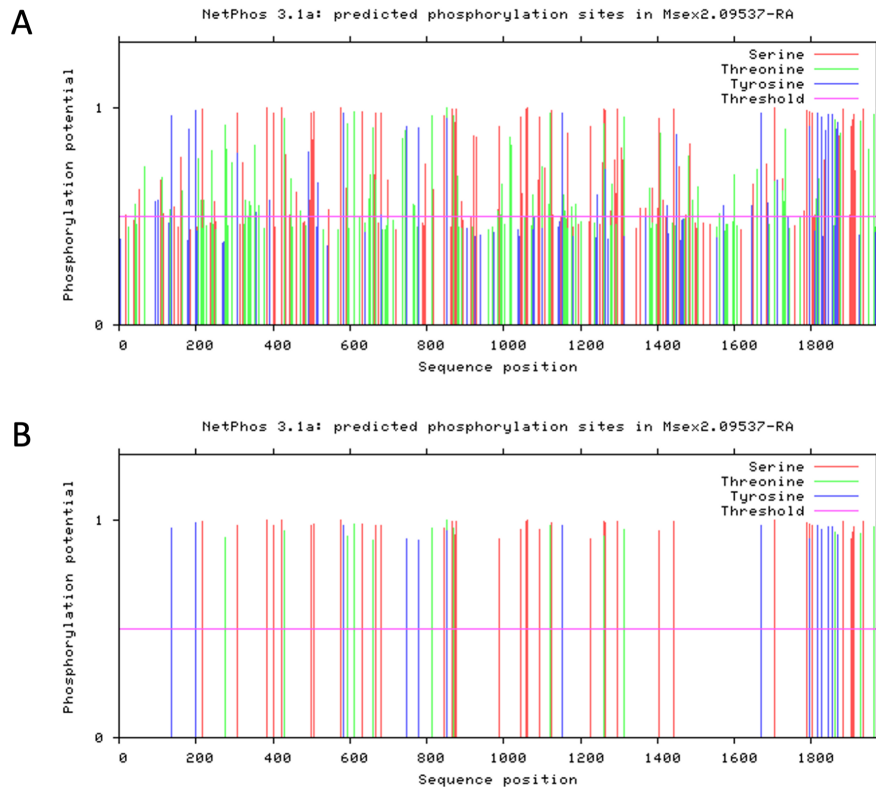 A
NetPhos 3.1a: predicted phosphorylation sites in Msex2.09537-RA
Phosphorylation potential
1
0
Serine
Threonine
Tyrosine
Threshold
0 200 400 600 800 1000 1200 1400 1600 1800
Sequence position
B
NetPhos 3.1a: predicted phosphorylation sites in Msex2.09537-RA
Phosphorylation potential
1
0
Serine
Threonine
Tyrosine
Threshold
0 200 400 600 800 1000 1200 1400 1600 1800
Sequence position